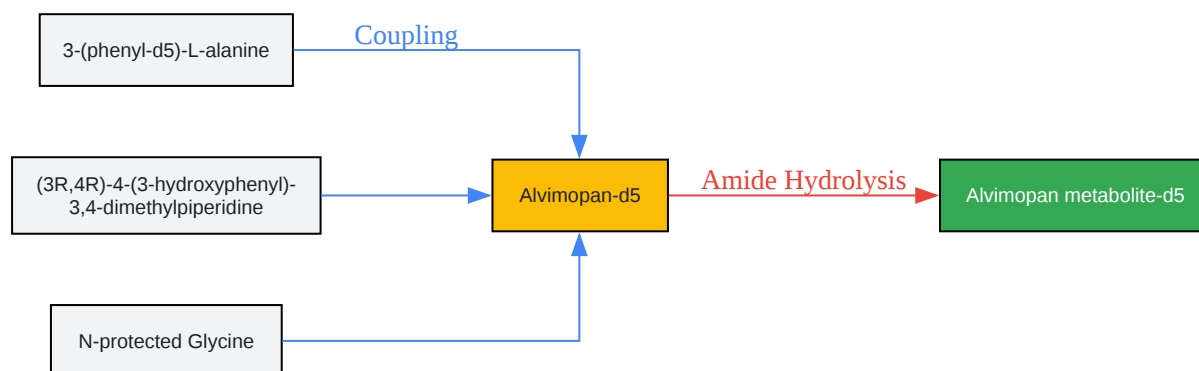 3-(phenyl-d5)-L-alanine
Coupling
(3R,4R)-4-(3-hydroxyphenyl)-
3,4-dimethylpiperidine
Alvimopan-d5
Amide Hydrolysis
Alvimopan metabolite-d5
N-protected Glycine